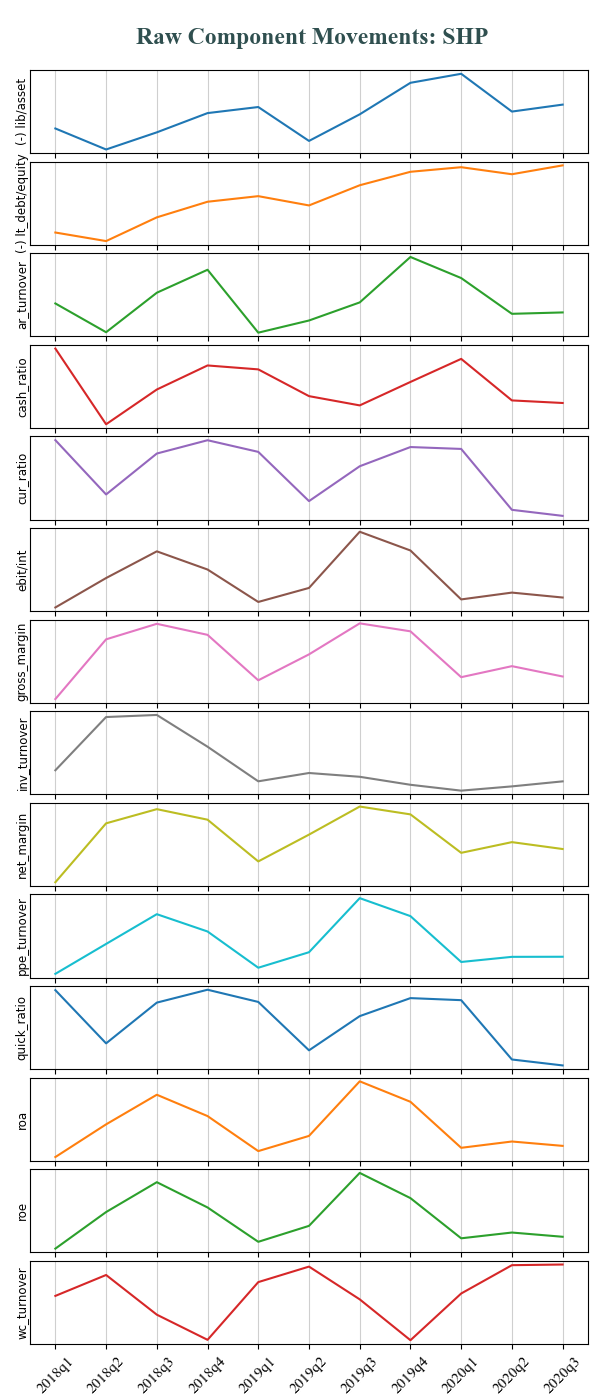 Raw Component Movements: SHP
(-) lib/asset
(-) lt_debt/equity
ar_turnover
cash_ratio
cur_ratio
ebit/int
gross_margin
inv_turnover
net_margin
ppe_turnover
quick_ratio
roa
roe
wc_turnover
2018q1 2018q2 2018q3 2018q4 2019q1 2019q2 2019q3 2019q4 2020q1 2020q2 2020q3